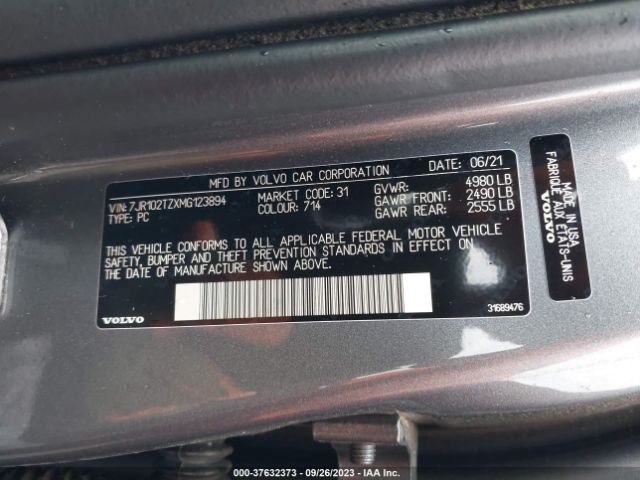 MFD BY VOLVO CAR CORPORATION DATE: 06/21
VIN: 7JR102TZXMG123894 MARKET CODE: 31 GVWR: 4980 LB
TYPE: PC COLOUR: 714 GAWR FRONT: 2490 LB
GAWR REAR: 2555 LB
THIS VEHICLE CONFORMS TO ALL APPLICABLE FEDERAL MOTOR VEHICLE
SAFETY, BUMPER AND THEFT PREVENTION STANDARDS IN EFFECT ON THE
DATE OF MANUFACTURE SHOWN ABOVE.
VOLVO
31689476
MADE IN USA
FABRIQUÉ AUX ÉTATS-UNIS
VOLVO
000-37632373 - 09/26/2023 - IAA Inc.